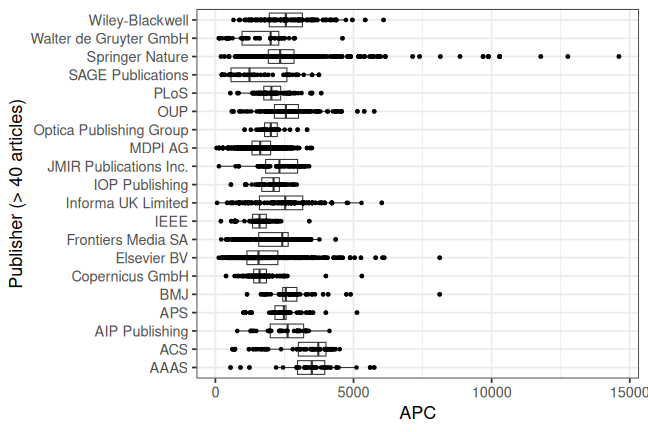 Publisher (> 40 articles)
Wiley-Blackwell
Walter de Gruyter GmbH
Springer Nature
SAGE Publications
PLoS
OUP
Optica Publishing Group
MDPI AG
JMIR Publications Inc.
IOP Publishing
Informa UK Limited
IEEE
Frontiers Media SA
Elsevier BV
Copernicus GmbH
BMJ
APS
AIP Publishing
ACS
AAAS
0 5000 10000 15000
APC